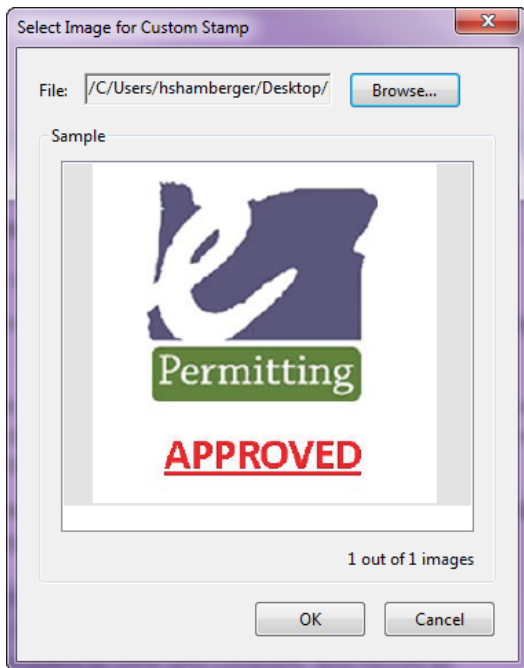 Select Image for Custom Stamp
File: /C/Users/hshamberger/Desktop/ Browse...
Sample
e
Permitting
APPROVED
1 out of 1 images
OK Cancel